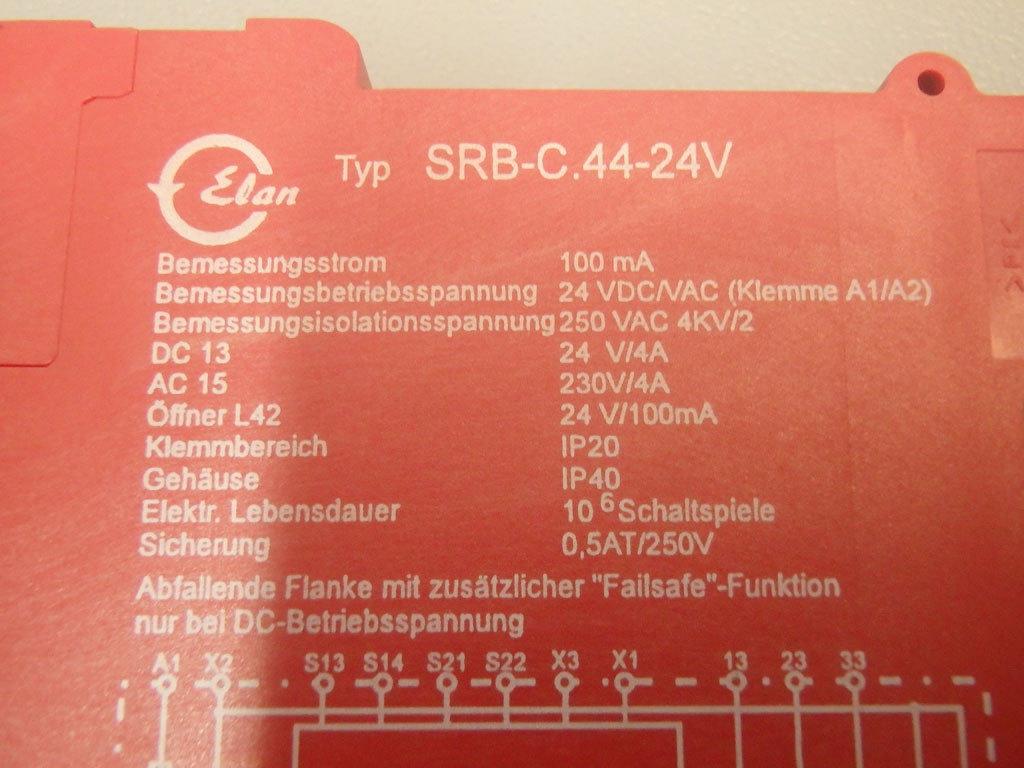 Elan
Typ SRB-C.44-24V
Bemessungsstrom 100 mA
Bemessungsbetriebsspannung 24 VDC/VAC (Klemme A1/A2)
Bemessungsisolationsspannung 250 VAC 4KV/2
DC 13 24 V/4A
AC 15 230V/4A
Öffner L42 24 V/100mA
Klemmbereich IP20
Gehäuse IP40
Elektr. Lebensdauer 10⁶ Schaltspiele
Sicherung 0,5AT/250V
Abfallende Flanke mit zusätzlicher "Failsafe"-Funktion
nur bei DC-Betriebsspannung
A1 X2 S13 S14 S21 S22 X3 X1 13 23 33